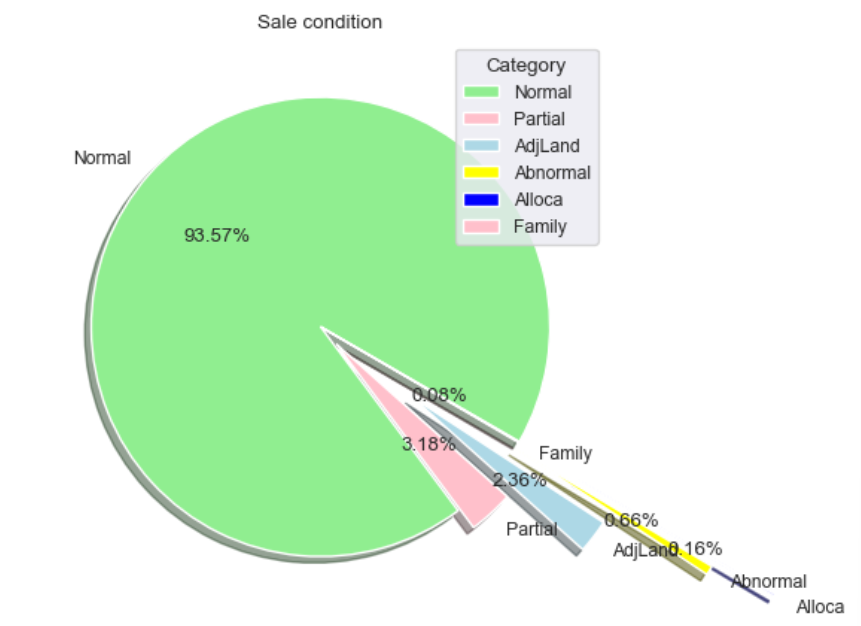 Sale condition
Category
Normal
Partial
AdjLand
Abnormal
Alloca
Family
Normal
93.57%
0.08%
3.18%
Family
2.36%
0.66%
Partial
AdjLand
0.16%
Abnormal
Alloca